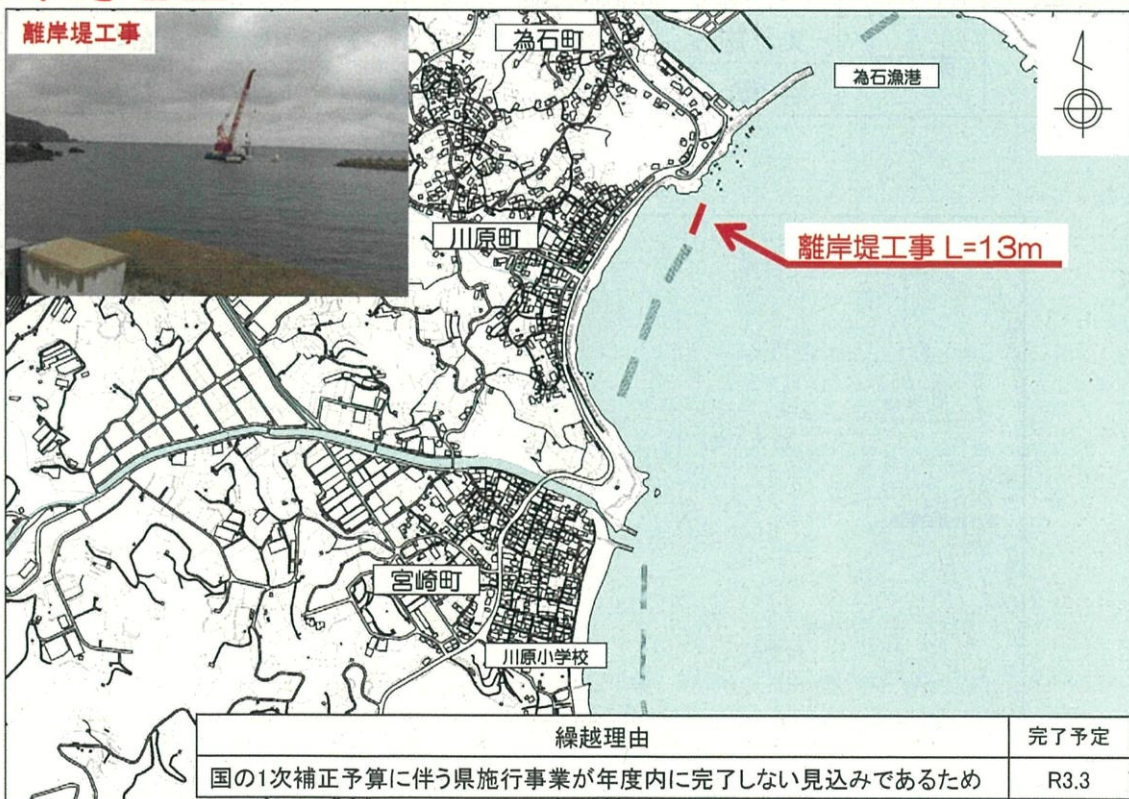 離岸堤工事
為石町
為石漁港
川原町
離岸堤工事 L=13m
宮崎町
川原小学校
繰越理由
完了予定
国の1次補正予算に伴う県施行事業が年度内に完了しない見込みであるため
R3.3